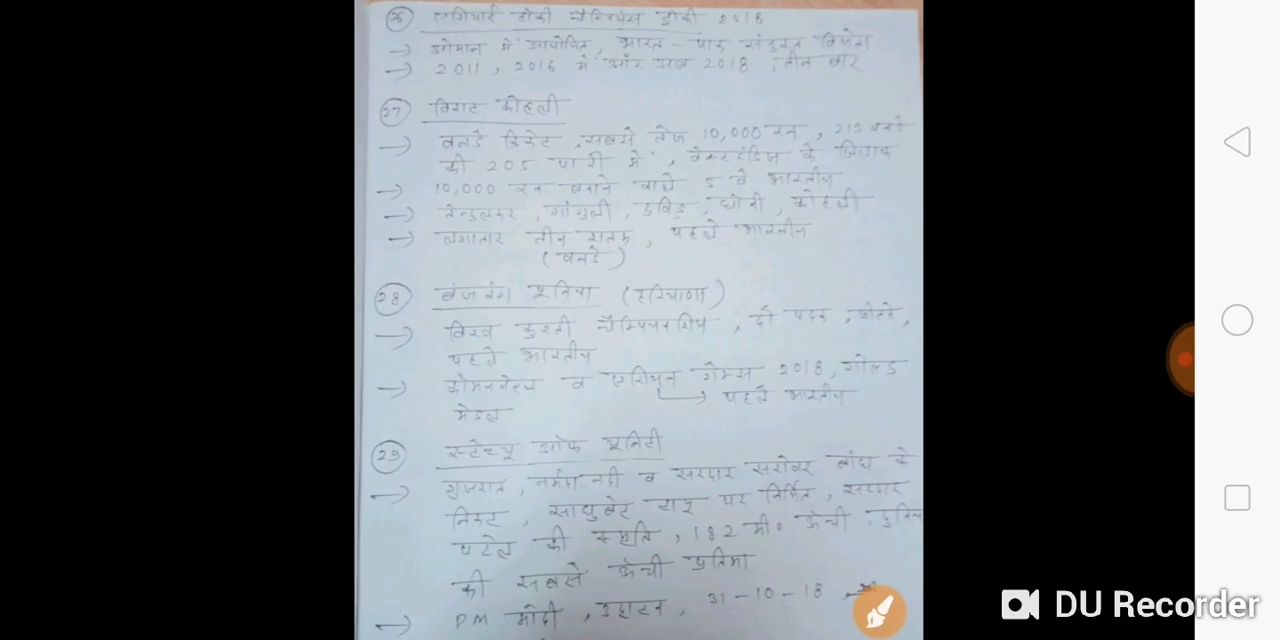 26 एशियाई हॉकी चैम्पियंस ट्रॉफी 2018
→ ओमान में आयोजित, भारत - पाक संयुक्त विजेता
→ 2011, 2016 में और अब 2018, तीन बार
27 विराट कोहली
→ वनडे क्रिकेट, सबसे तेज 10,000 रन, 213 वनडे
की 205 पारी में, वेस्टइंडीज के खिलाफ
→ 10,000 रन बनाने वाले 5 वे भारतीय
→ तेन्दुलकर, गांगुली, द्रविड़, धोनी, कोहली
→ लगातार तीन शतक, पहले भारतीय
(वनडे)
28 बंजरंग पूनिया (हरियाणा)
→ विश्व कुश्ती चैम्पियनशिप, दो पदक, जीतने,
पहले भारतीय
→ कॉमनवेल्थ व एशियन गेम्स 2018, गोल्ड
→ पहले भारतीय
मेडल
29 स्टेच्यू ऑफ यूनिटी
→ गुजरात, नर्मदा नदी व सरदार सरोवर बांध के
निकट, साधुबेट टापू पर निर्मित, सरदार
पटेल की स्मृति, 182 मी॰ ऊंची, दुनिया
की सबसे ऊंची प्रतिमा
→ PM मोदी, उद्घाटन, 31-10-18
DU Recorder